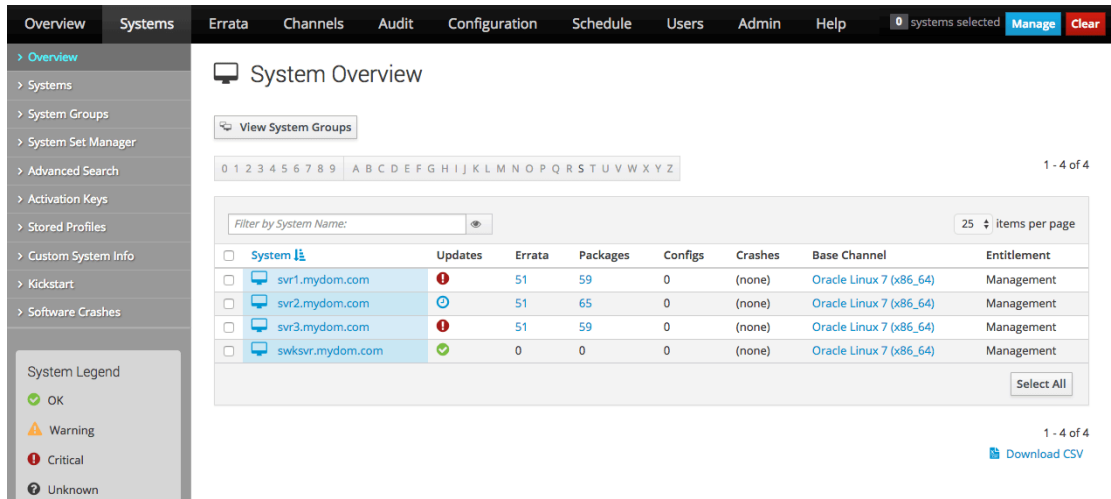 Overview Systems Errata Channels Audit Configuration Schedule Users Admin Help 0 systems selected Manage Clear
> Overview
> Systems
> System Groups
> System Set Manager
> Advanced Search
> Activation Keys
> Stored Profiles
> Custom System Info
> Kickstart
> Software Crashes
System Legend
OK
Warning
Critical
Unknown
System Overview
View System Groups
0 1 2 3 4 5 6 7 8 9 A B C D E F G H I J K L M N O P Q R S T U V W X Y Z 1 - 4 of 4
Filter by System Name: 25 items per page
System Updates Errata Packages Configs Crashes Base Channel Entitlement
svr1.mydom.com 51 59 0 (none) Oracle Linux 7 (x86_64) Management
svr2.mydom.com 51 65 0 (none) Oracle Linux 7 (x86_64) Management
svr3.mydom.com 51 59 0 (none) Oracle Linux 7 (x86_64) Management
swksvr.mydom.com 0 0 0 (none) Oracle Linux 7 (x86_64) Management
Select All
1 - 4 of 4
Download CSV